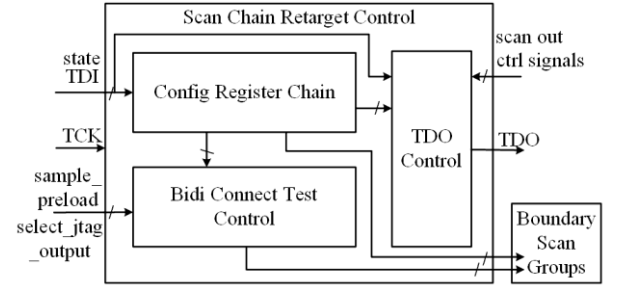 Scan Chain Retarget Control
state
TDI
Config Register Chain
scan out
ctrl signals
TCK
TDO
Control
TDO
sample_
preload
select_jtag
_output
Bidi Connect Test
Control
Boundary
Scan
Groups